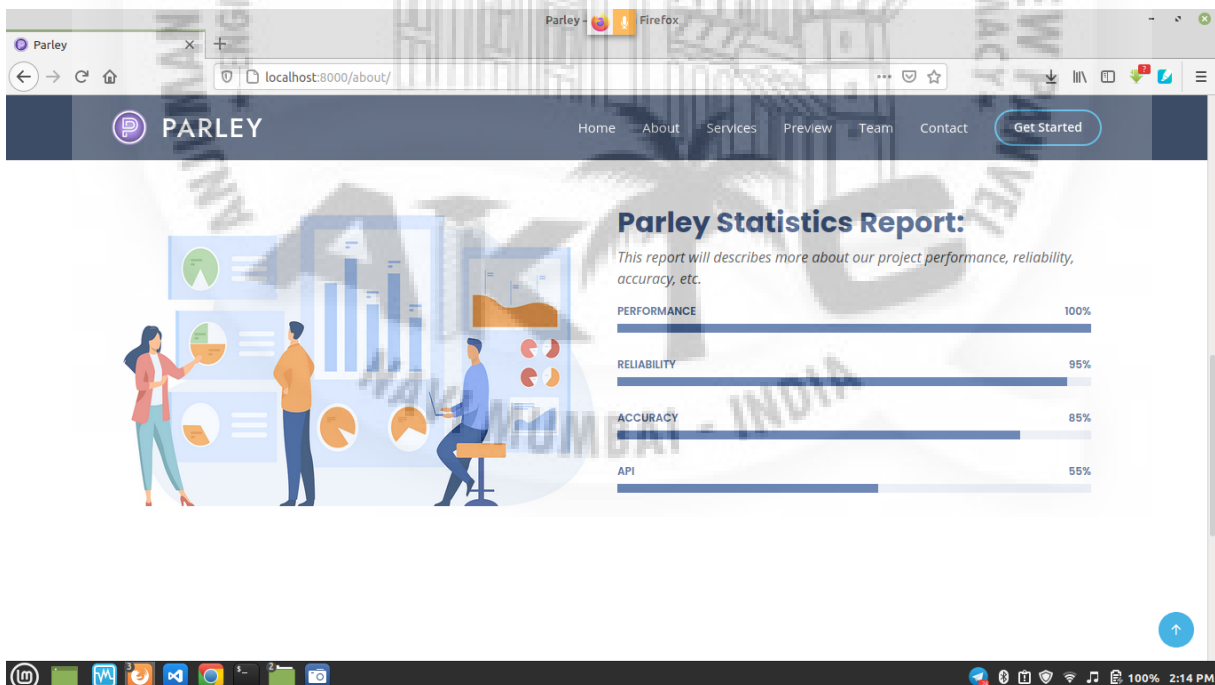 Parley - Firefox
Parley
localhost:8000/about/
PARLEY
Home About Services Preview Team Contact Get Started
Parley Statistics Report:
This report will describes more about our project performance, reliability,
accuracy, etc.
PERFORMANCE 100%
RELIABILITY 95%
ACCURACY 85%
API 55%
AIKTC
NAVI MUMBAI - INDIA
100% 2:14 PM